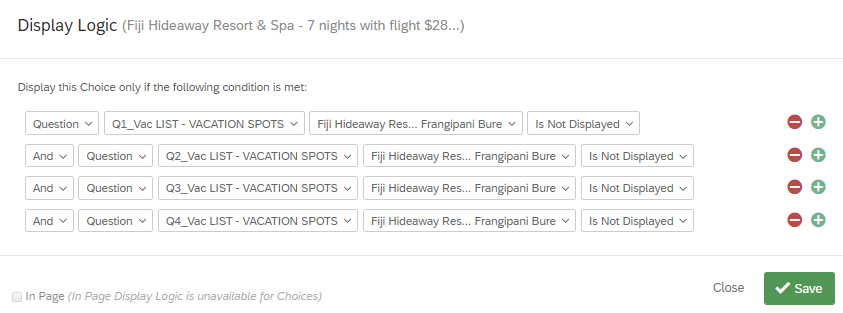 Display Logic (Fiji Hideaway Resort & Spa - 7 nights with flight $28...)
Display this Choice only if the following condition is met:
Question Q1_Vac LIST - VACATION SPOTS Fiji Hideaway Res... Frangipani Bure Is Not Displayed
And Question Q2_Vac LIST - VACATION SPOTS Fiji Hideaway Res... Frangipani Bure Is Not Displayed
And Question Q3_Vac LIST - VACATION SPOTS Fiji Hideaway Res... Frangipani Bure Is Not Displayed
And Question Q4_Vac LIST - VACATION SPOTS Fiji Hideaway Res... Frangipani Bure Is Not Displayed
In Page (In Page Display Logic is unavailable for Choices) Close Save